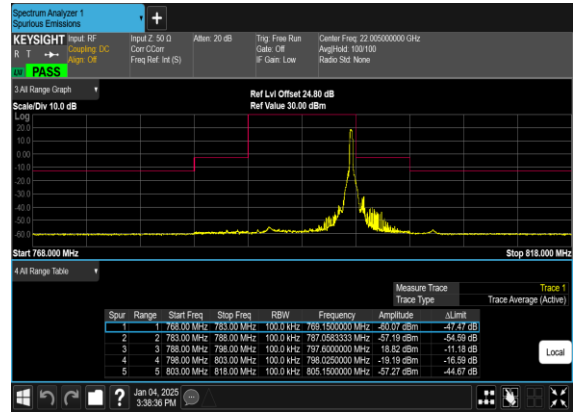 Spectrum Analyzer 1
Spurious Emissions
+
KEYSIGHT Input: RF Input Z: 50 Ω Atten: 20 dB Trig: Free Run Center Freq: 22.005000000 GHz
R T Coupling: DC Corr CCorr Gate: Off Avg|Hold: 100/100
Align: Off Freq Ref: Int (S) IF Gain: Low Radio Std: None
LW PASS
3 All Range Graph
Ref Lvl Offset 24.80 dB
Scale/Div 10.0 dB Ref Value 30.00 dBm
Log
20.0
10.0
0.00
-10.0
-20.0
-30.0
-40.0
-50.0
-60.0
Start 768.000 MHz Stop 818.000 MHz
4 All Range Table
Measure Trace Trace 1
Trace Type Trace Average (Active)
Spur Range Start Freq Stop Freq RBW Frequency Amplitude ΔLimit
1 1 768.00 MHz 783.00 MHz 100.0 kHz 769.1500000 MHz -60.07 dBm -47.47 dB
2 2 783.00 MHz 788.00 MHz 100.0 kHz 787.0583333 MHz -57.19 dBm -54.59 dB
3 3 788.00 MHz 798.00 MHz 100.0 kHz 797.6000000 MHz 18.82 dBm -11.18 dB
4 4 798.00 MHz 803.00 MHz 100.0 kHz 798.0250000 MHz -19.19 dBm -16.59 dB
5 5 803.00 MHz 818.00 MHz 100.0 kHz 805.1500000 MHz -57.27 dBm -44.67 dB
Local
?
Jan 04, 2025
3:38:36 PM